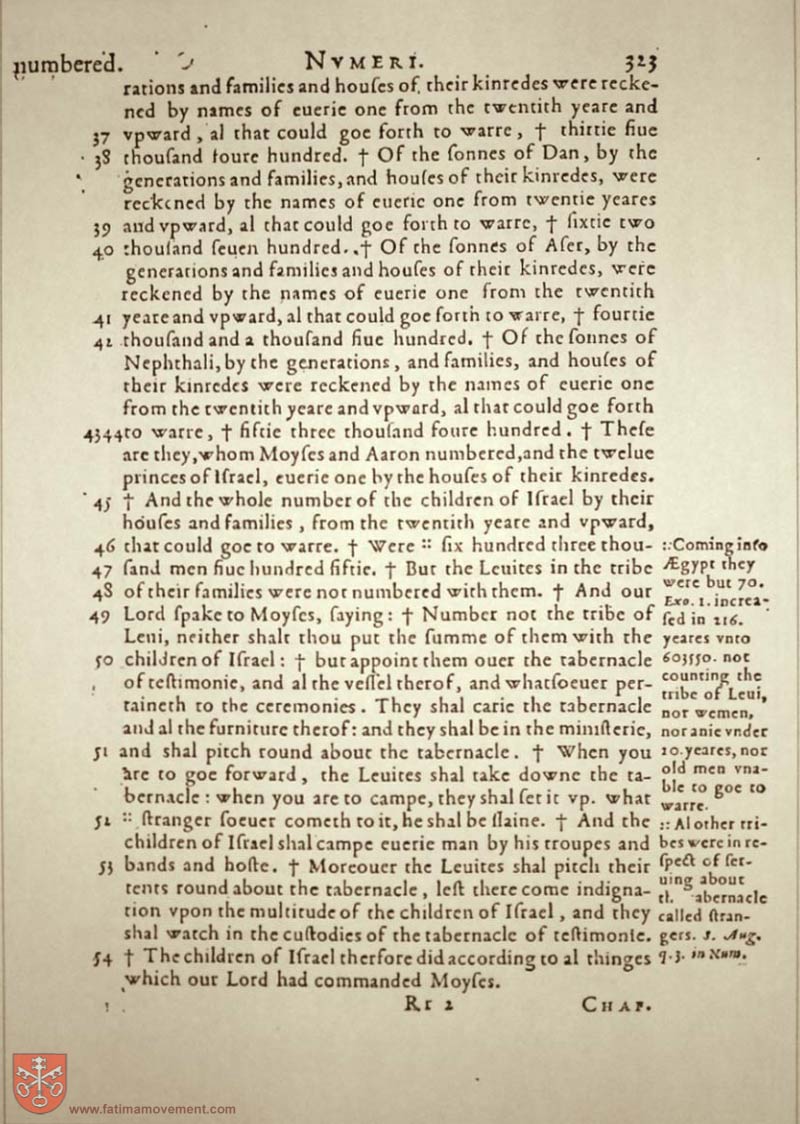 numbered. NVMERI. 323
rations and families and houſes of their kinredes were recke-
ned by names of euerie one from the twentith yeare and
37 vpward, al that could goe forth to warre, † thirtie fiue
38 thouſand foure hundred. † Of the ſonnes of Dan, by the
generations and families, and houſes of their kinredes, were
reckened by the names of euerie one from twentie yeares
39 and vpward, al that could goe forth to warre, † ſixtie two
40 thouſand ſeuen hundred. † Of the ſonnes of Aſer, by the
generations and families and houſes of their kinredes, were
reckened by the names of euerie one from the twentith
41 yeare and vpward, al that could goe forth to warre, † fourtie
42 thouſand and a thouſand fiue hundred. † Of the ſonnes of
Nephthali, by the generations, and families, and houſes of
their kinredes were reckened by the names of euerie one
from the twentith yeare and vpward, al that could goe forth
4344 to warre, † fiftie three thouſand foure hundred. † Theſe
are they, whom Moyſes and Aaron numbered, and the twelue
princes of Iſrael, euerie one by the houſes of their kinredes.
45 † And the whole number of the children of Iſrael by their
houſes and families, from the twentith yeare and vpward,
46 that could goe to warre. † Were :: ſix hundred three thou-
47 ſand men fiue hundred fiftie. † But the Leuites in the tribe
48 of their families were not numbered with them. † And our
49 Lord ſpake to Moyſes, ſaying: † Number not the tribe of
Leui, neither shalt thou put the ſumme of them with the
50 children of Iſrael: † but appoint them ouer the tabernacle
of teſtimonie, and al the veſſel therof, and whatſoeuer per-
taineth to the ceremonies. They shal carie the tabernacle
and al the furniture therof: and they shal be in the miniſterie,
51 and shal pitch round about the tabernacle. † When you
are to goe forward, the Leuites shal take downe the ta-
bernacle: when you are to campe, they shal ſet it vp. what
52 :: ſtranger ſoeuer cometh to it, he shal be ſlaine. † And the
children of Iſrael shal campe euerie man by his troupes and
53 bands and hoſte. † Moreouer the Leuites shal pitch their
tents round about the tabernacle, leſt there come indigna-
tion vpon the multitude of the children of Iſrael, and they
shal watch in the cuſtodies of the tabernacle of teſtimonie.
54 † The children of Iſrael therfore did according to al thinges
which our Lord had commanded Moyſes.
:: Coming into
Ægypt they
were but 70.
Exo. 1. increa-
ſed in 216.
yeares vnto
603550. not
counting the
tribe of Leui,
nor wemen,
nor anie vnder
20. yeares, nor
old men vna-
ble to goe to
warre.
:: Al other tri-
bes were in re-
ſpect of ſer-
uing about
abernacle
called ſtran-
gers. S. Aug.
q. 3. in Num.
Rr 2 CHAP.
www.fatimamovement.com